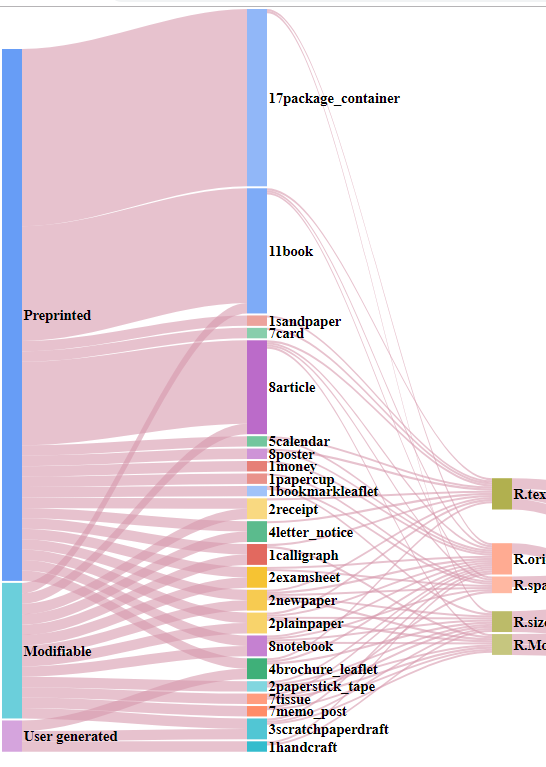 Preprinted
Modifiable
User generated
17package_container
11book
1sandpaper
7card
8article
5calendar
8poster
1money
1papercup
1bookmarkleaflet
2receipt
4letter_notice
1calligraph
2examsheet
2newpaper
2plainpaper
8notebook
4brochure_leaflet
2paperstick_tape
7tissue
7memo_post
3scratchpaperdraft
1handcraft
R.tex
R.ori
R.spa
R.size
R.Mo